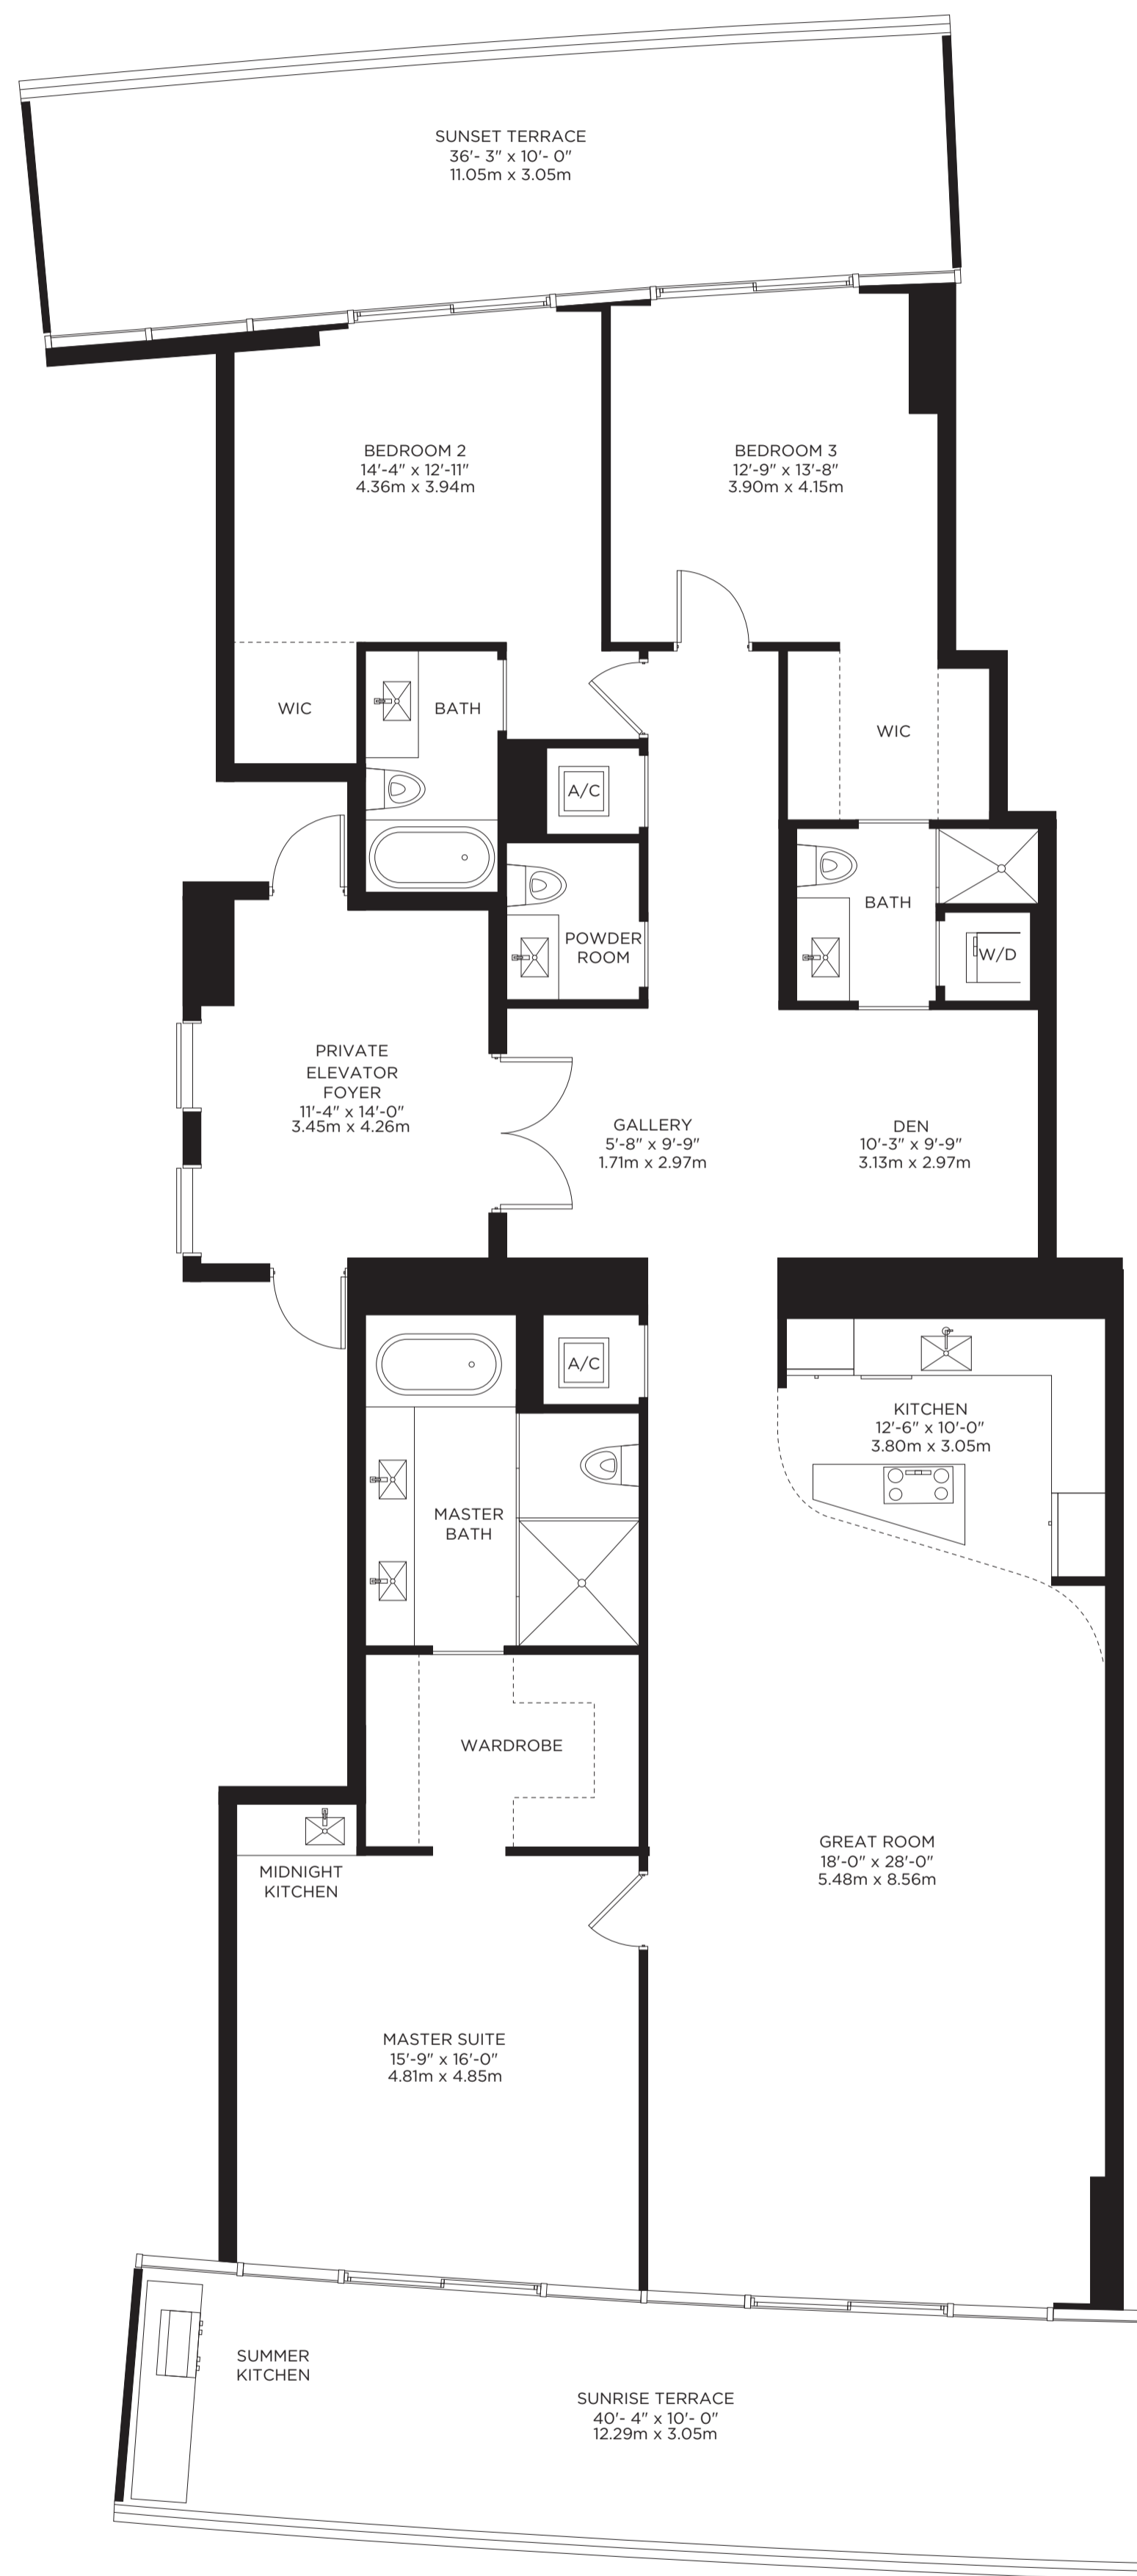 SUNSET TERRACE
36'- 3" x 10'- 0"
11.05m x 3.05m
BEDROOM 2
14'-4" x 12'-11"
4.36m x 3.94m
BEDROOM 3
12'-9" x 13'-8"
3.90m x 4.15m
WIC
BATH
WIC
A/C
BATH
POWDER
ROOM
W/D
PRIVATE
ELEVATOR
FOYER
11'-4" x 14'-0"
3.45m x 4.26m
GALLERY
5'-8" x 9'-9"
1.71m x 2.97m
DEN
10'-3" x 9'-9"
3.13m x 2.97m
A/C
KITCHEN
12'-6" x 10'-0"
3.80m x 3.05m
MASTER
BATH
WARDROBE
GREAT ROOM
18'-0" x 28'-0"
5.48m x 8.56m
MIDNIGHT
KITCHEN
MASTER SUITE
15'-9" x 16'-0"
4.81m x 4.85m
SUMMER
KITCHEN
SUNRISE TERRACE
40'- 4" x 10'- 0"
12.29m x 3.05m